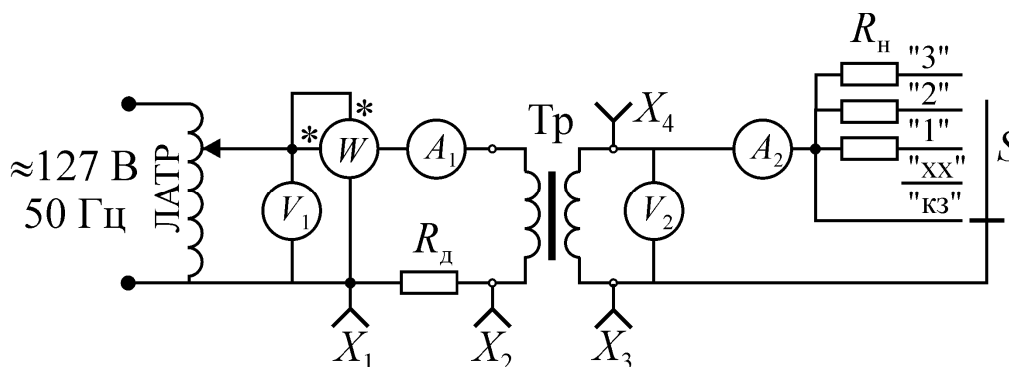 ≈127 В
50 Гц
ЛАТР
V1
*
*
W
A1
Rд
X1
X2
Тр
X3
X4
V2
A2
Rн
"3"
"2"
"1"
"хх"
"кз"
S